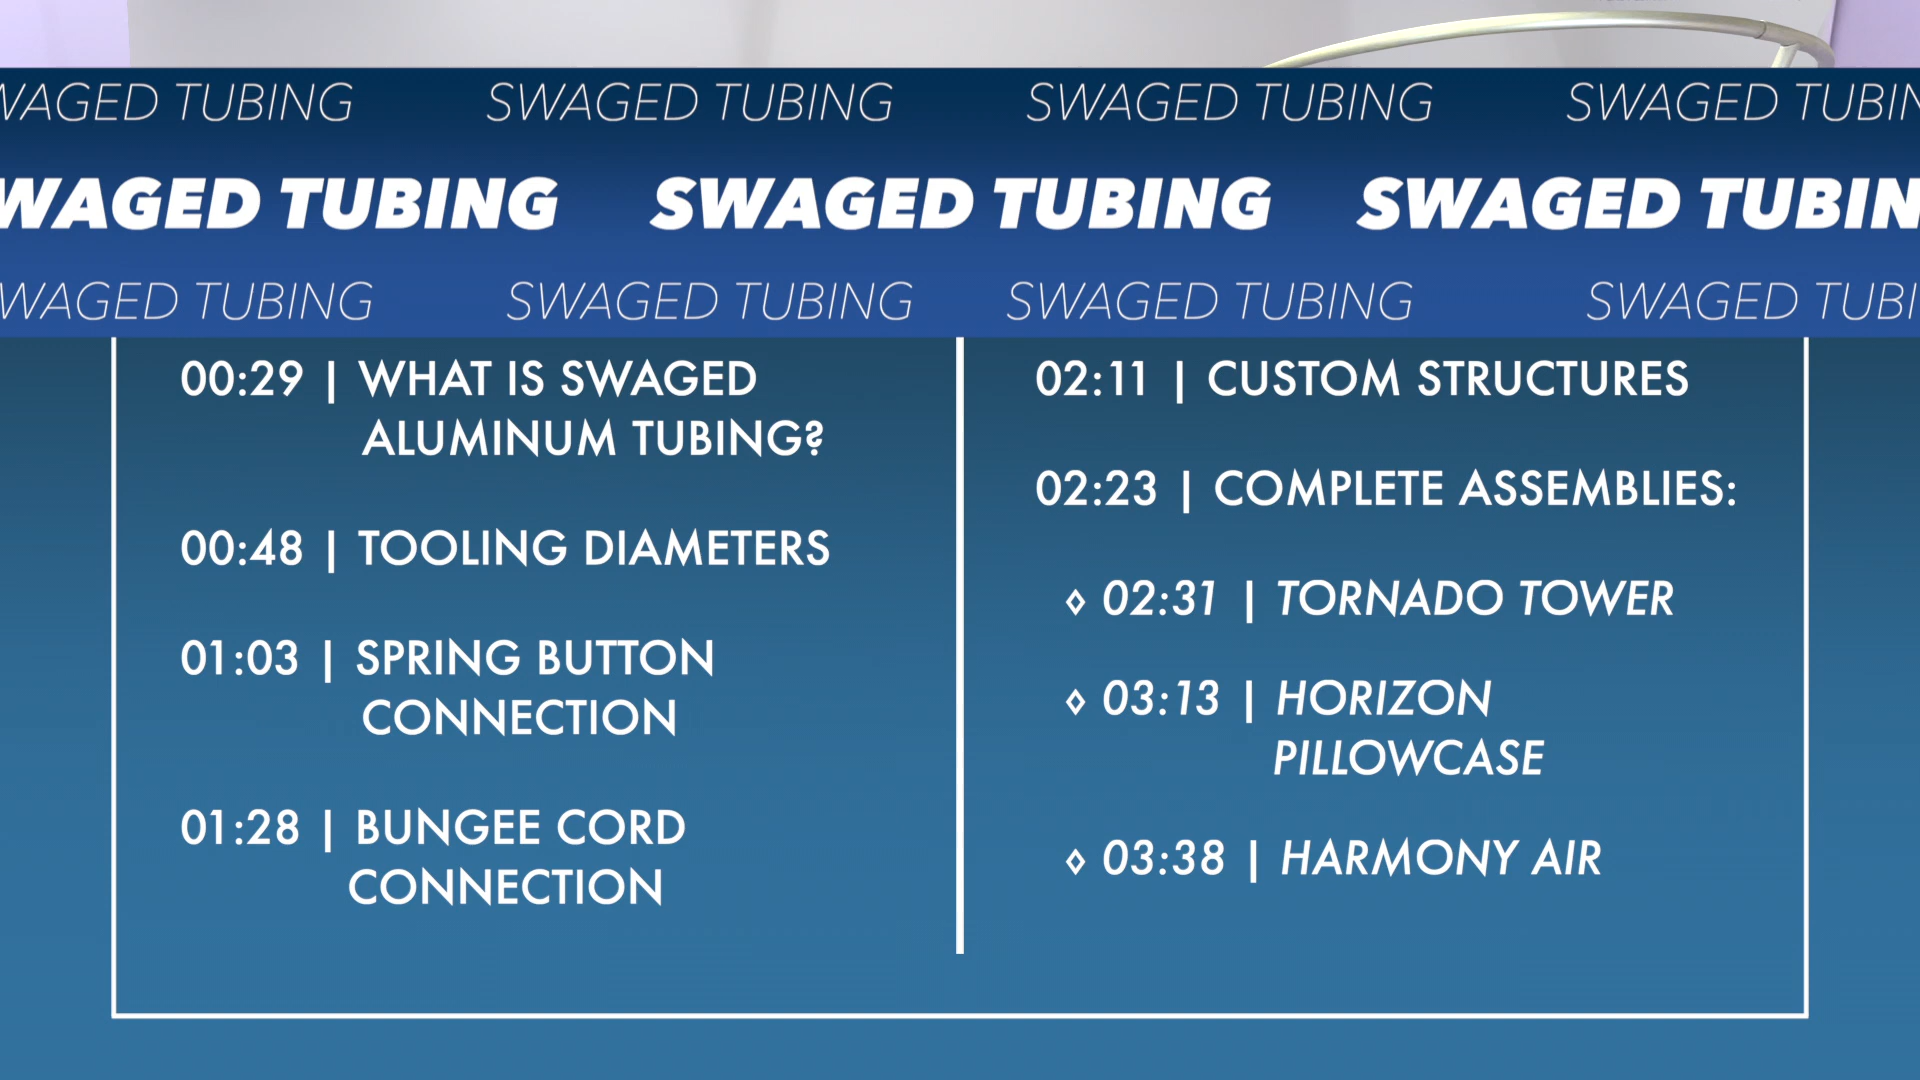 WAGED TUBING SWAGED TUBING SWAGED TUBING SWAGED TUBIN
WAGED TUBING SWAGED TUBING SWAGED TUBIN
WAGED TUBING SWAGED TUBING SWAGED TUBING SWAGED TUBI
00:29 | WHAT IS SWAGED
ALUMINUM TUBING?
00:48 | TOOLING DIAMETERS
01:03 | SPRING BUTTON
CONNECTION
01:28 | BUNGEE CORD
CONNECTION
02:11 | CUSTOM STRUCTURES
02:23 | COMPLETE ASSEMBLIES:
◊ 02:31 | TORNADO TOWER
◊ 03:13 | HORIZON
PILLOWCASE
◊ 03:38 | HARMONY AIR